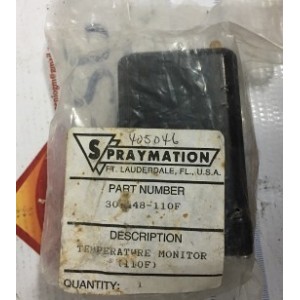 405046
SPRAYMATION
FT. LAUDERDALE, FL., U.S.A.
PART NUMBER
DESCRIPTION
TEMPERATURE MONITOR
(110F)
QUANTITY: